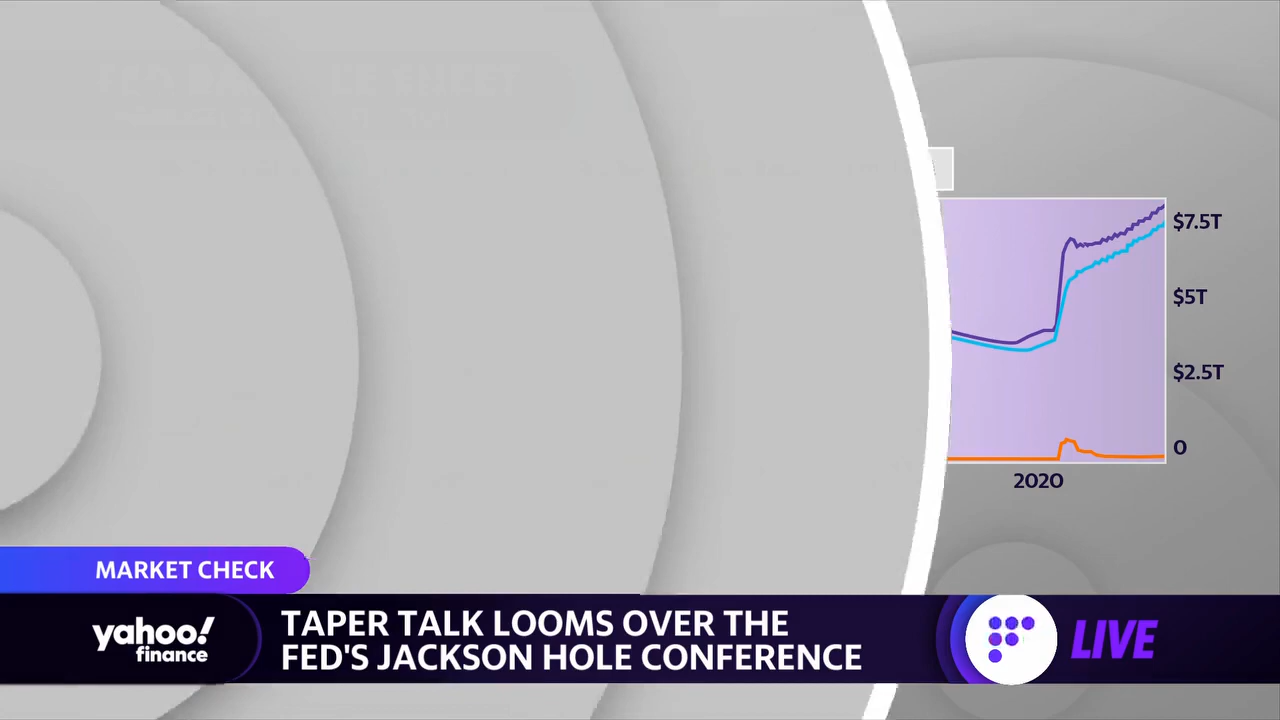 $7.5T
$5T
$2.5T
0
2020
MARKET CHECK
yahoo!
finance
TAPER TALK LOOMS OVER THE
FED'S JACKSON HOLE CONFERENCE
LIVE